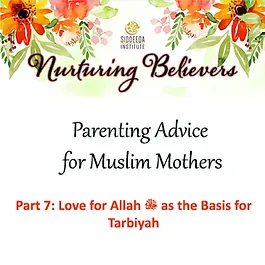 SIDDEEQA
INSTITUTE
Nurturing Believers
Parenting Advice
for Muslim Mothers
Part 7: Love for Allah ﷻ as the Basis for
Tarbiyah